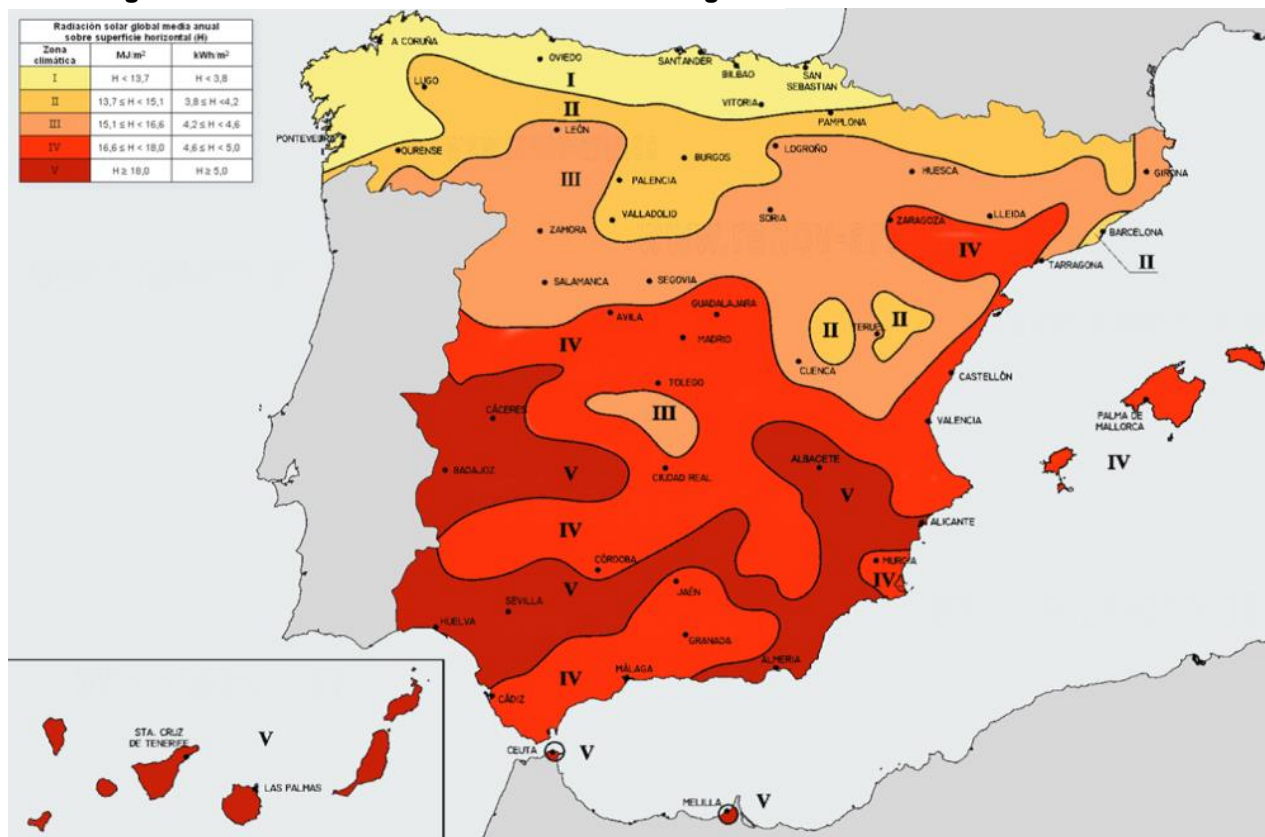 Radiación solar global media anual
sobre superficie horizontal (H)
Zona climática MJ/m² kWh/m²
I H < 13,7 H < 3,8
II 13,7 ≤ H < 15,1 3,8 ≤ H <4,2
III 15,1 ≤ H < 16,6 4,2 ≤ H < 4,6
IV 16,6 ≤ H < 18,0 4,6 ≤ H < 5,0
V H ≥ 18,0 H ≥ 5,0
A CORUÑA
LUGO
OVIEDO
SANTANDER
BILBAO
SAN
SEBASTIAN
VITORIA
I
II
PAMPLONA
PONTEVEDRA
OURENSE
LEÓN
BURGOS
LOGROÑO
HUESCA
GIRONA
III
PALENCIA
VALLADOLID
ZAMORA
SORIA
ZARAGOZA
LLEIDA
BARCELONA
IV
II
TARRAGONA
SALAMANCA
SEGOVIA
AVILA
GUADALAJARA
MADRID
IV
II
TERUEL
II
CUENCA
TOLEDO
CASTELLÓN
III
CÁCERES
VALENCIA
PALMA DE
MALLORCA
IV
BADAJOZ
V
CIUDAD REAL
ALBACETE
V
ALICANTE
IV
CÓRDOBA
MURCIA
IV
V
JAÉN
SEVILLA
HUELVA
GRANADA
ALMERIA
MÁLAGA
IV
CÁDIZ
CEUTA
V
MELILLA
V
STA. CRUZ
DE TENERIFE
V
LAS PALMAS